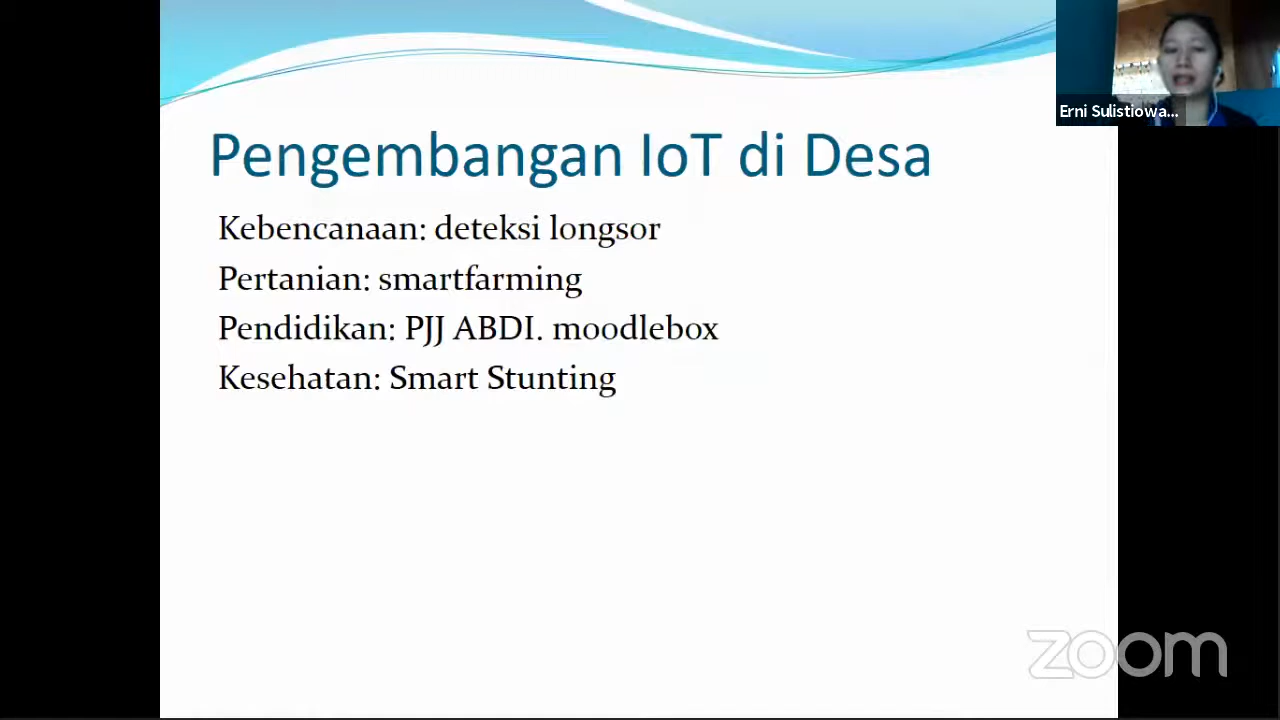 Erni Sulistiowa...
Pengembangan IoT di Desa
Kebencanaan: deteksi longsor
Pertanian: smartfarming
Pendidikan: PJJ ABDI. moodlebox
Kesehatan: Smart Stunting
zoom